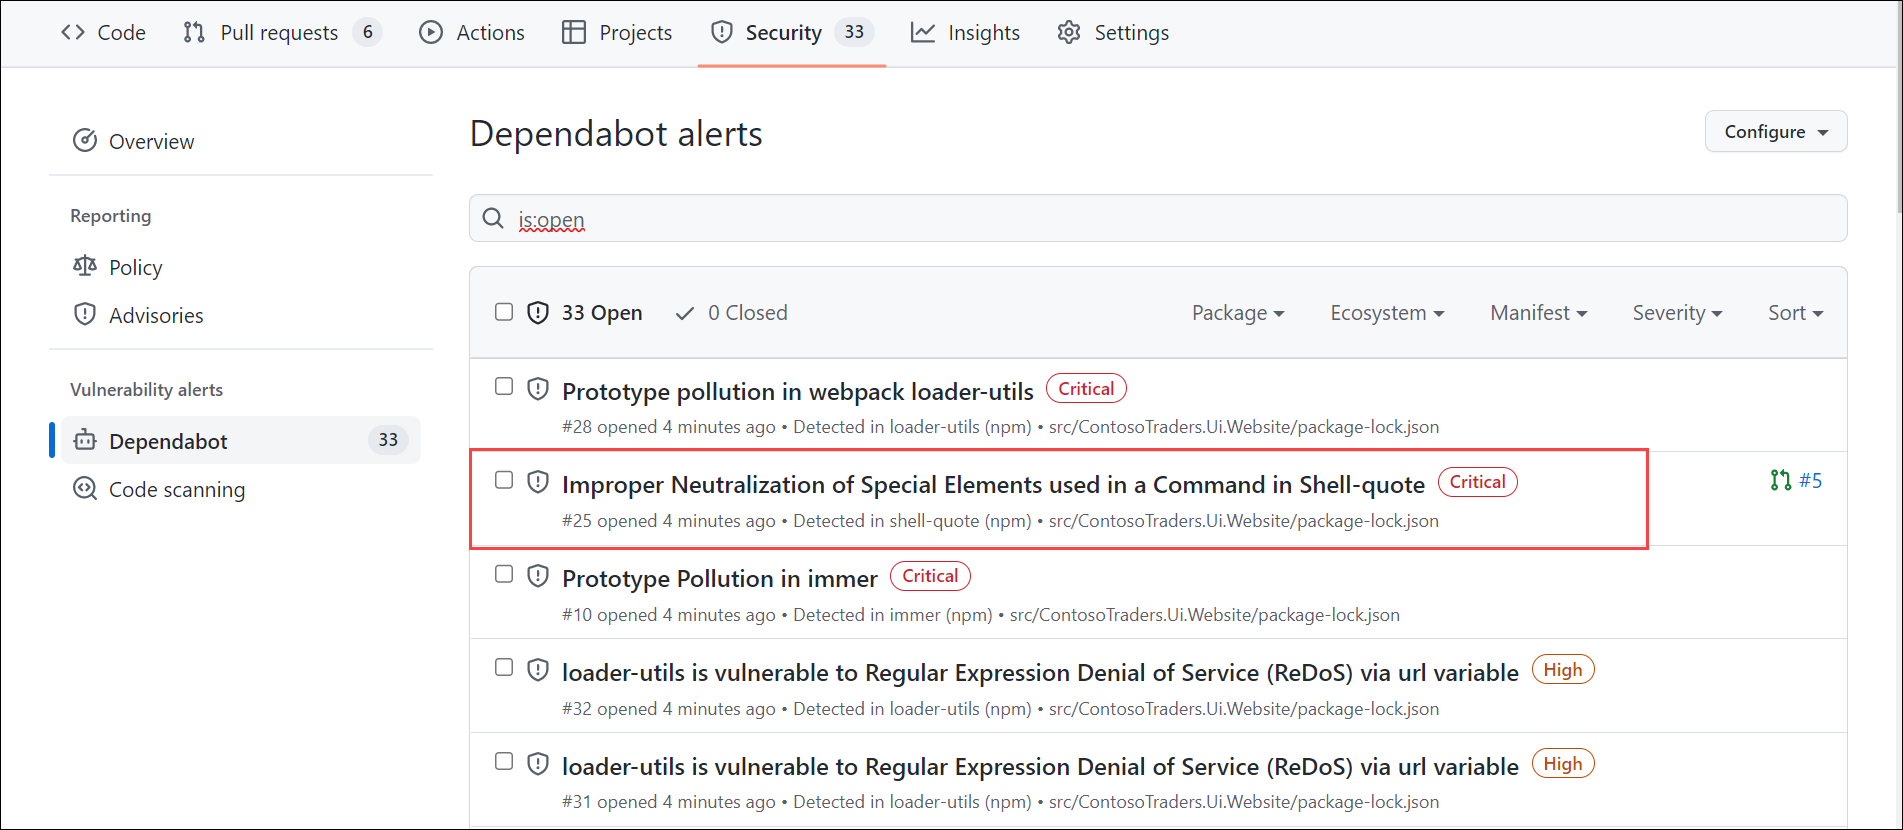 Code Pull requests 6 Actions Projects Security 33 Insights Settings
Overview
Reporting
Policy
Advisories
Vulnerability alerts
Dependabot 33
Code scanning
Dependabot alerts
Configure
is:open
33 Open 0 Closed Package Ecosystem Manifest Severity Sort
Prototype pollution in webpack loader-utils Critical
#28 opened 4 minutes ago • Detected in loader-utils (npm) • src/ContosoTraders.Ui.Website/package-lock.json
Improper Neutralization of Special Elements used in a Command in Shell-quote Critical #5
#25 opened 4 minutes ago • Detected in shell-quote (npm) • src/ContosoTraders.Ui.Website/package-lock.json
Prototype Pollution in immer Critical
#10 opened 4 minutes ago • Detected in immer (npm) • src/ContosoTraders.Ui.Website/package-lock.json
loader-utils is vulnerable to Regular Expression Denial of Service (ReDoS) via url variable High
#32 opened 4 minutes ago • Detected in loader-utils (npm) • src/ContosoTraders.Ui.Website/package-lock.json
loader-utils is vulnerable to Regular Expression Denial of Service (ReDoS) via url variable High
#31 opened 4 minutes ago • Detected in loader-utils (npm) • src/ContosoTraders.Ui.Website/package-lock.json